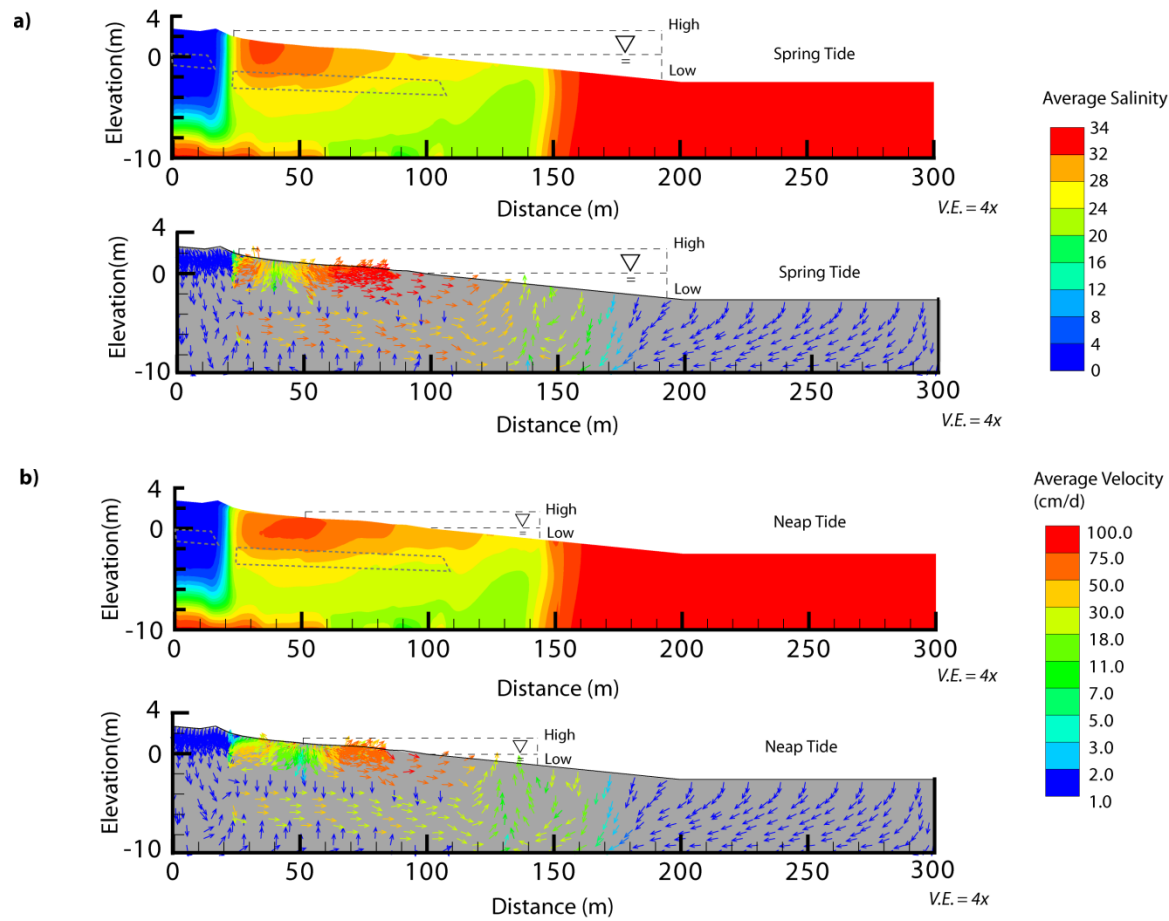 a)
Elevation(m)
4
0
-10
High
Low
Spring Tide
0 50 100 150 200 250 300
Distance (m)
V.E. = 4x
Elevation(m)
4
0
-10
High
Low
Spring Tide
0 50 100 150 200 250 300
Distance (m)
V.E. = 4x
Average Salinity
34
32
28
24
20
16
12
8
4
0
b)
Elevation(m)
4
0
-10
High
Low
Neap Tide
0 50 100 150 200 250 300
Distance (m)
V.E. = 4x
Elevation(m)
4
0
-10
High
Low
Neap Tide
0 50 100 150 200 250 300
Distance (m)
V.E. = 4x
Average Velocity
(cm/d)
100.0
75.0
50.0
30.0
18.0
11.0
7.0
5.0
3.0
2.0
1.0